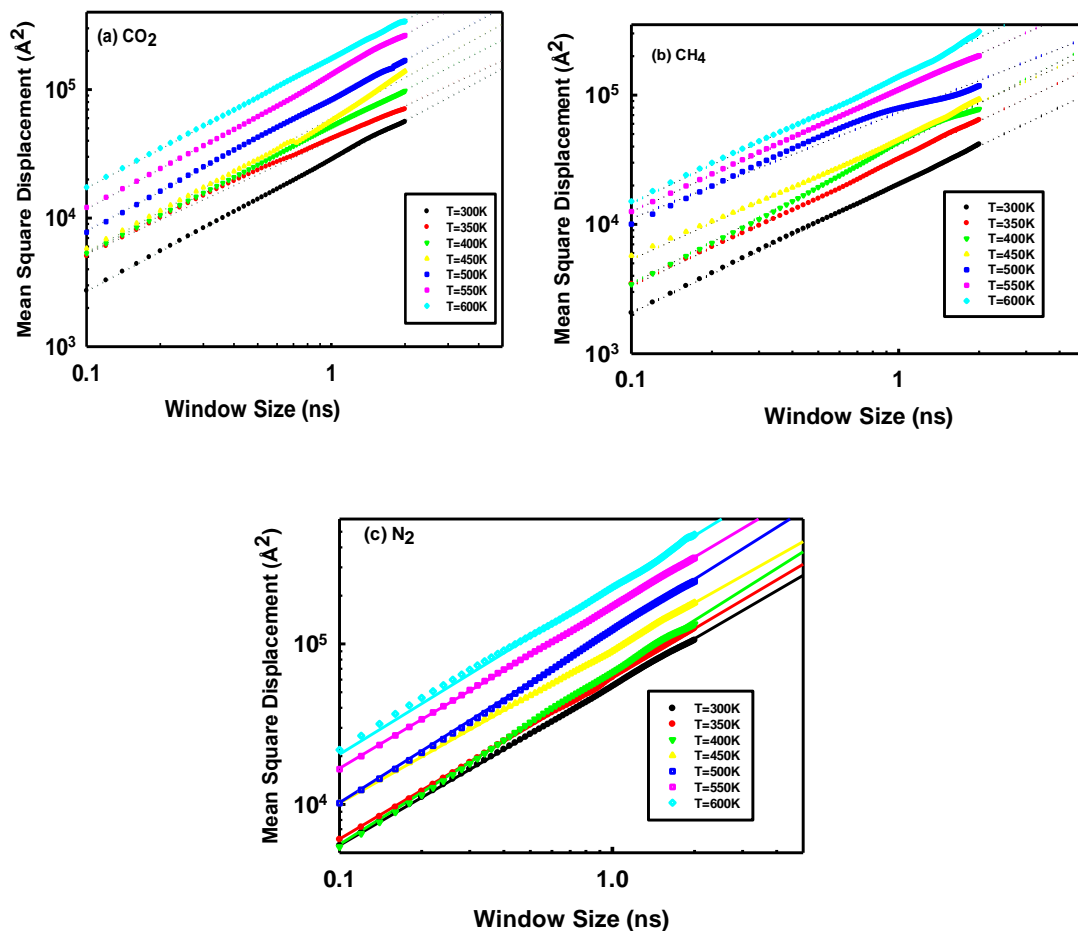 (a) CO2
Mean Square Displacement (Å2)
10^5
10^4
10^3
0.1
1
Window Size (ns)
T=300K
T=350K
T=400K
T=450K
T=500K
T=550K
T=600K
(b) CH4
Mean Square Displacement (Å2)
10^5
10^4
10^3
0.1
1
Window Size (ns)
T=300K
T=350K
T=400K
T=450K
T=500K
T=550K
T=600K
(c) N2
Mean Square Displacement (Å2)
10^5
10^4
0.1
1.0
Window Size (ns)
T=300K
T=350K
T=400K
T=450K
T=500K
T=550K
T=600K